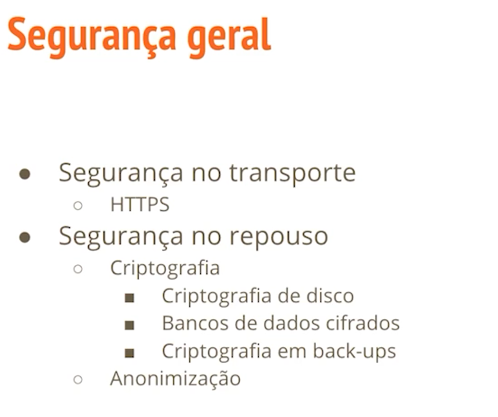 Segurança geral
Segurança no transporte
HTTPS
Segurança no repouso
Criptografia
Criptografia de disco
Bancos de dados cifrados
Criptografia em back-ups
Anonimização